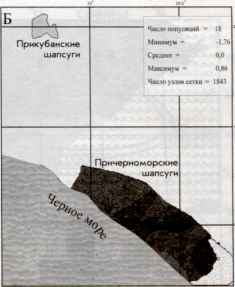 Б
Прикубанские
шапсуги
Число популяций = 18
Минимум = -1,76
Среднее = 0,0
Максимум = 0,86
Число узлов сетки = 1843
Причерноморские
шапсуги
Черное море